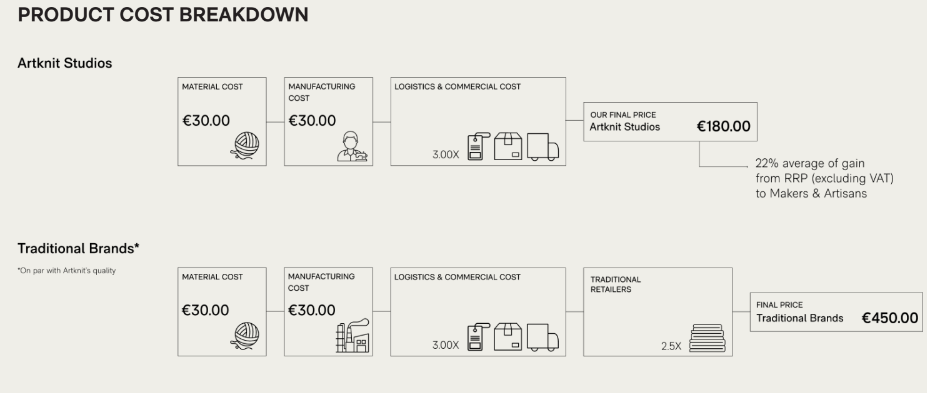 PRODUCT COST BREAKDOWN
Artknit Studios
MATERIAL COST
€30.00
MANUFACTURING
COST
€30.00
LOGISTICS & COMMERCIAL COST
3.00X
OUR FINAL PRICE
Artknit Studios
€180.00
22% average of gain
from RRP (excluding VAT)
to Makers & Artisans
Traditional Brands*
*On par with Artknit's quality
MATERIAL COST
€30.00
MANUFACTURING
COST
€30.00
LOGISTICS & COMMERCIAL COST
3.00X
TRADITIONAL
RETAILERS
2.5X
FINAL PRICE
Traditional Brands
€450.00